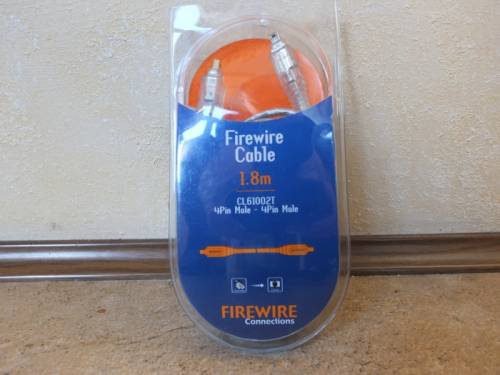 Firewire
Cable
1.8m
CL61002T
4Pin Male - 4Pin Male
FIREWIRE
Connections